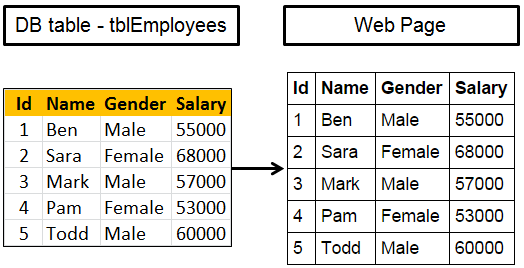 DB table - tblEmployees
Id Name Gender Salary
1 Ben Male 55000
2 Sara Female 68000
3 Mark Male 57000
4 Pam Female 53000
5 Todd Male 60000
Web Page
Id Name Gender Salary
1 Ben Male 55000
2 Sara Female 68000
3 Mark Male 57000
4 Pam Female 53000
5 Todd Male 60000